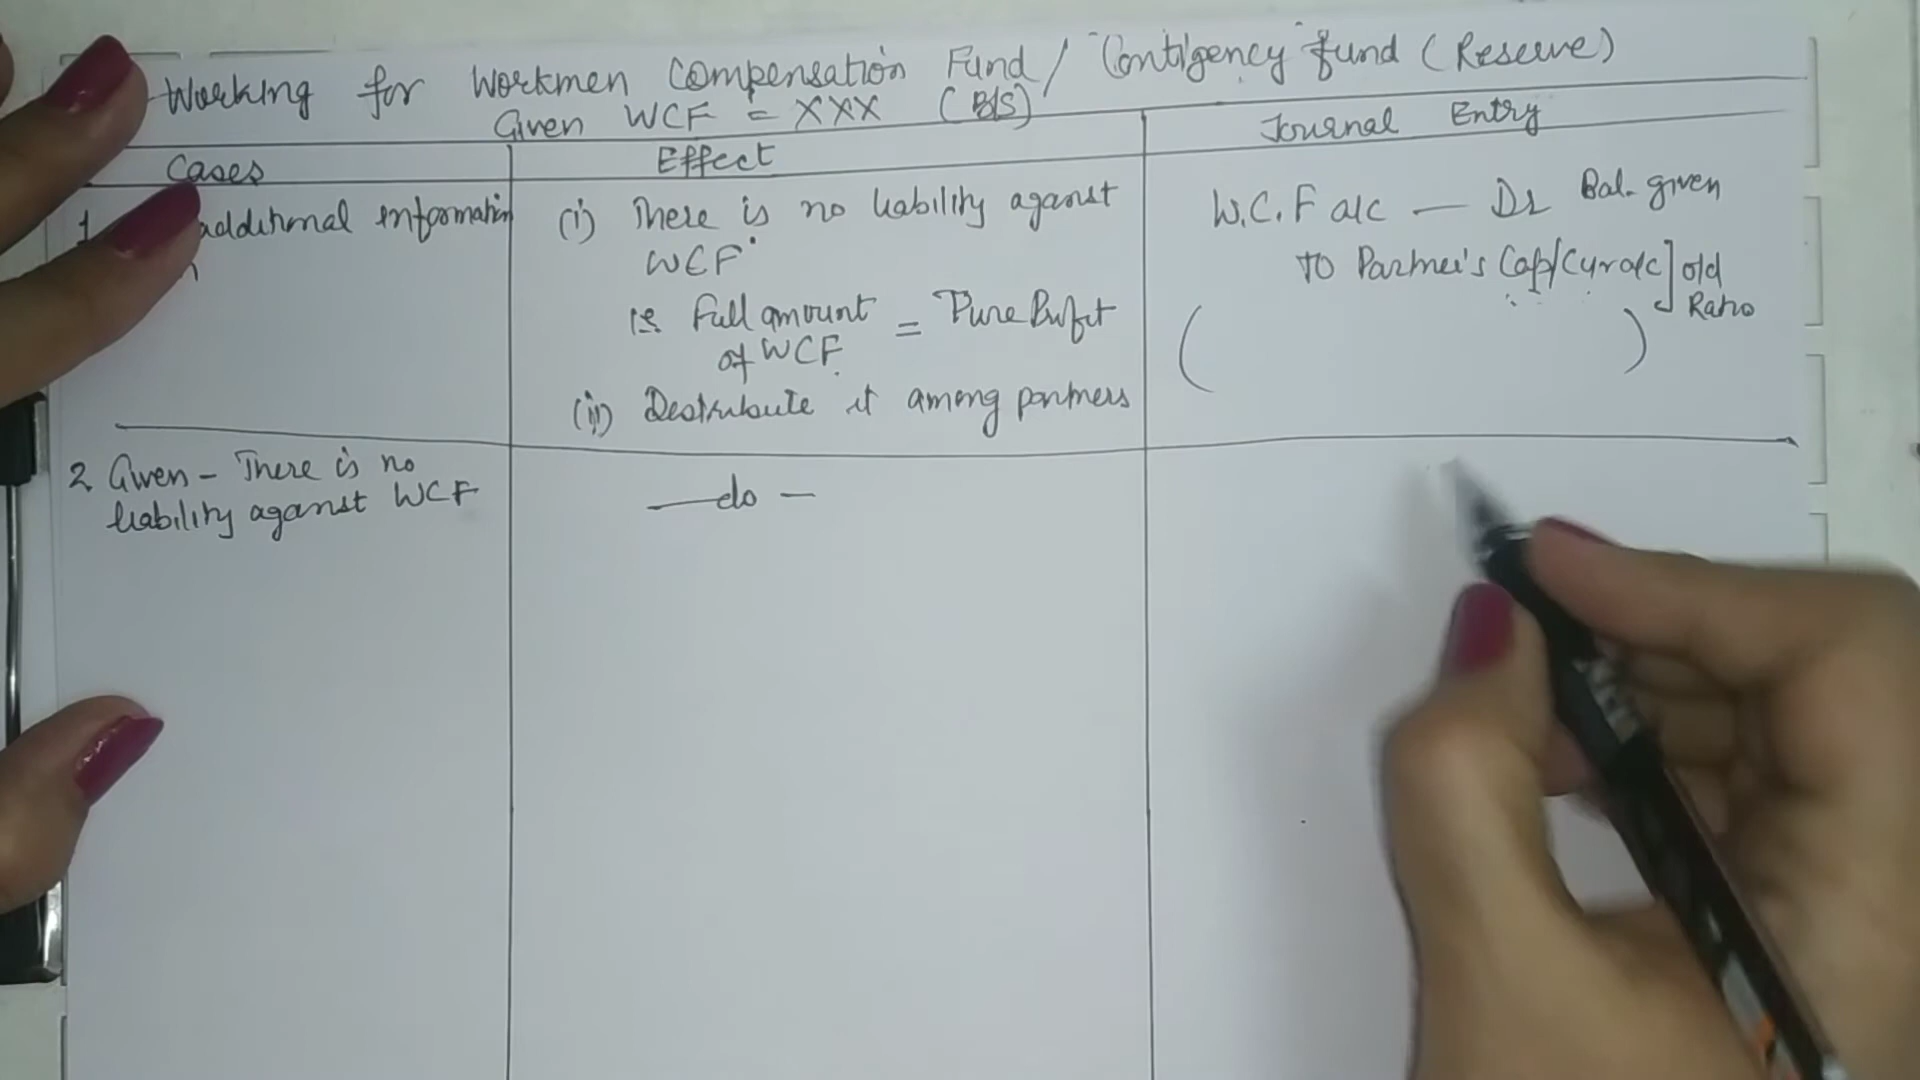 Working for Workmen Compensation Fund / "Contigency" fund (Reserve)
Given WCF = XXX (B/S)
Cases
Effect
Journal Entry
1. additional information
(i) There is no liability against
WCF.
ie Full amount = Pure Profit
of WCF.
(ii) Destribute it among partners
W.C.F a/c — Dr Bal. given
To Partner's Cap/Cur a/c] old
Ratio
( )
2. Given - There is no
liability against WCF
— do —